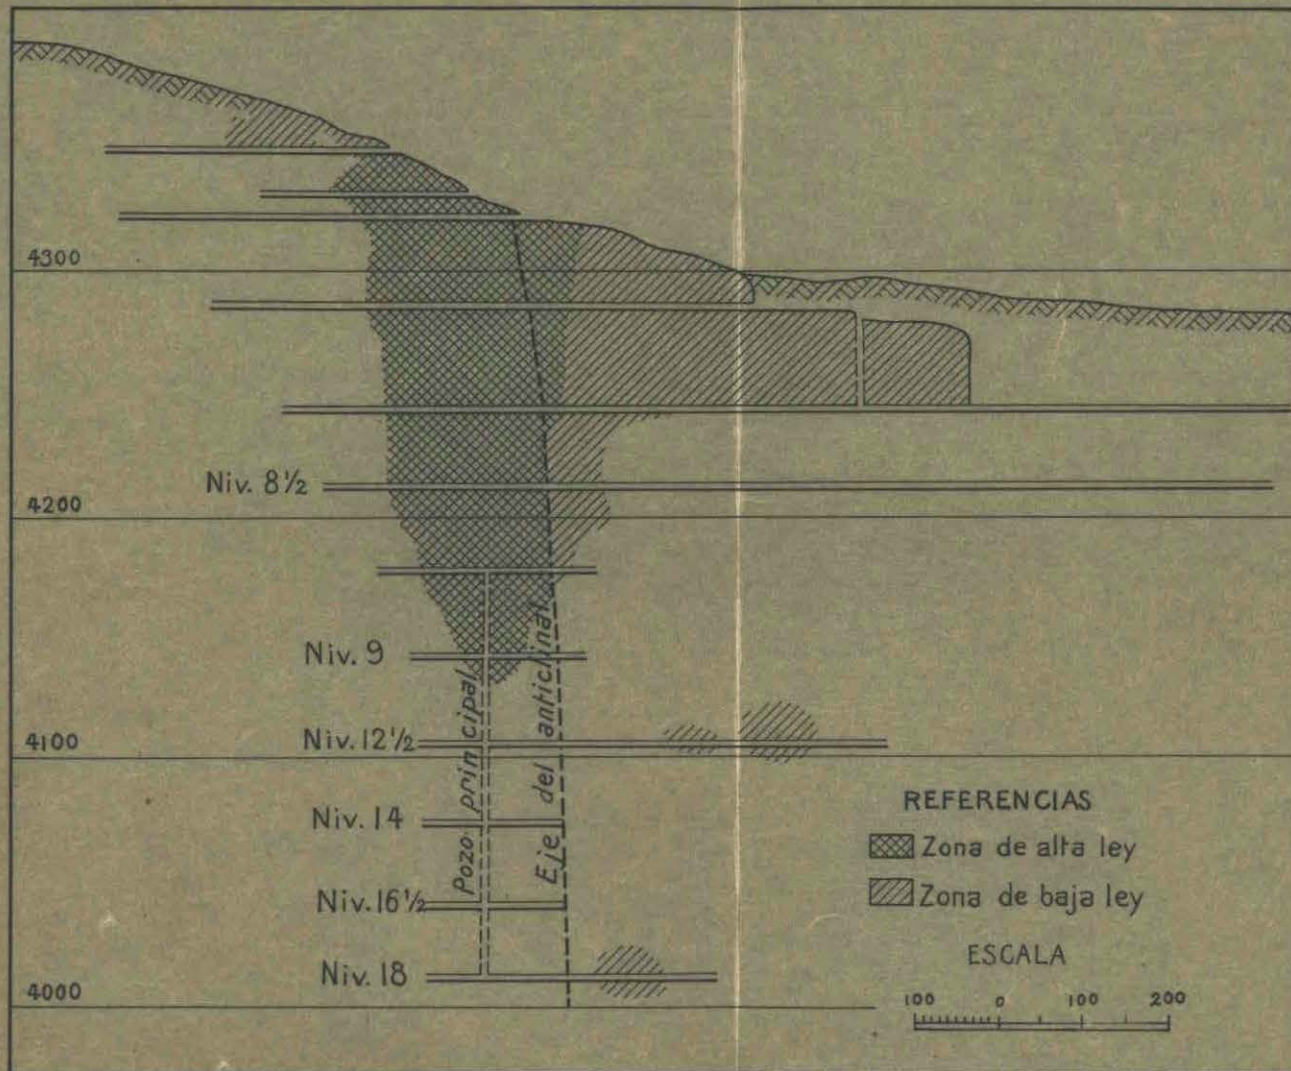 4300
Niv. 8½
4200
Niv. 9
Pozo principal
Eje del anticlinal
4100
Niv. 12½
Niv. 14
Niv. 16½
Niv. 18
4000
REFERENCIAS
Zona de alta ley
Zona de baja ley
ESCALA
100 0 100 200